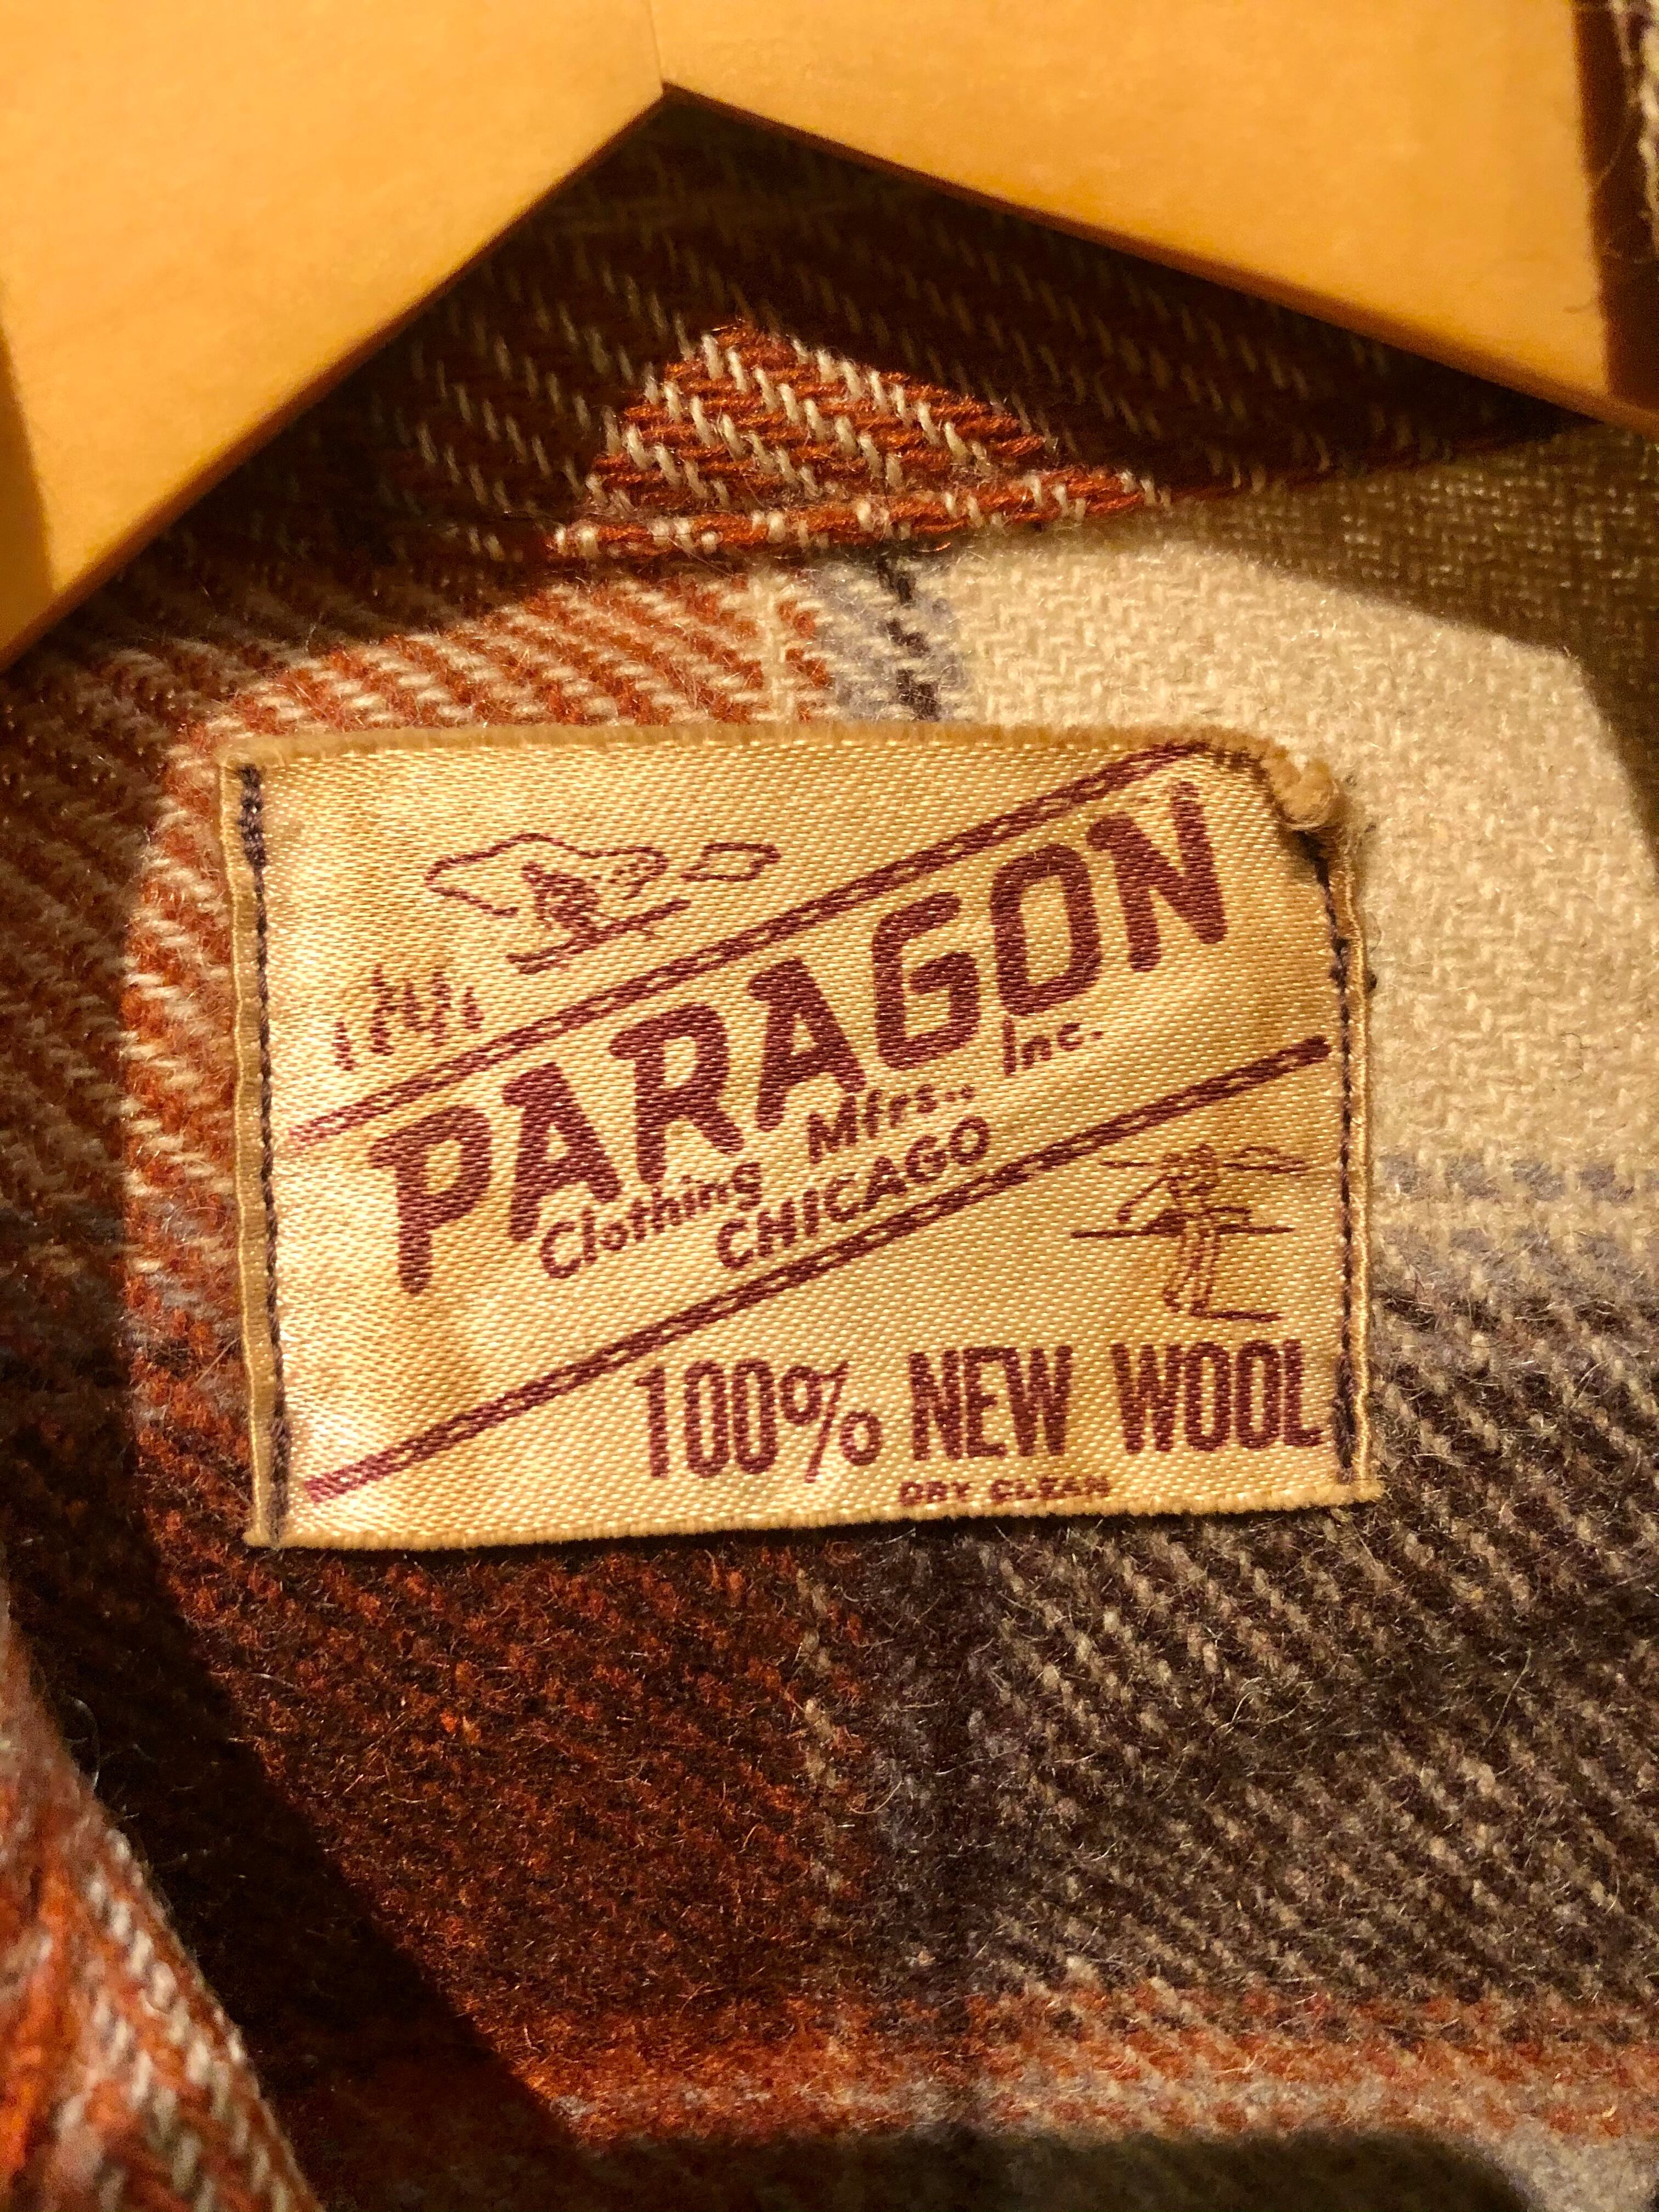 PARAGON
Clothing Mfrs., Inc.
CHICAGO
100% NEW WOOL
DRY CLEAN